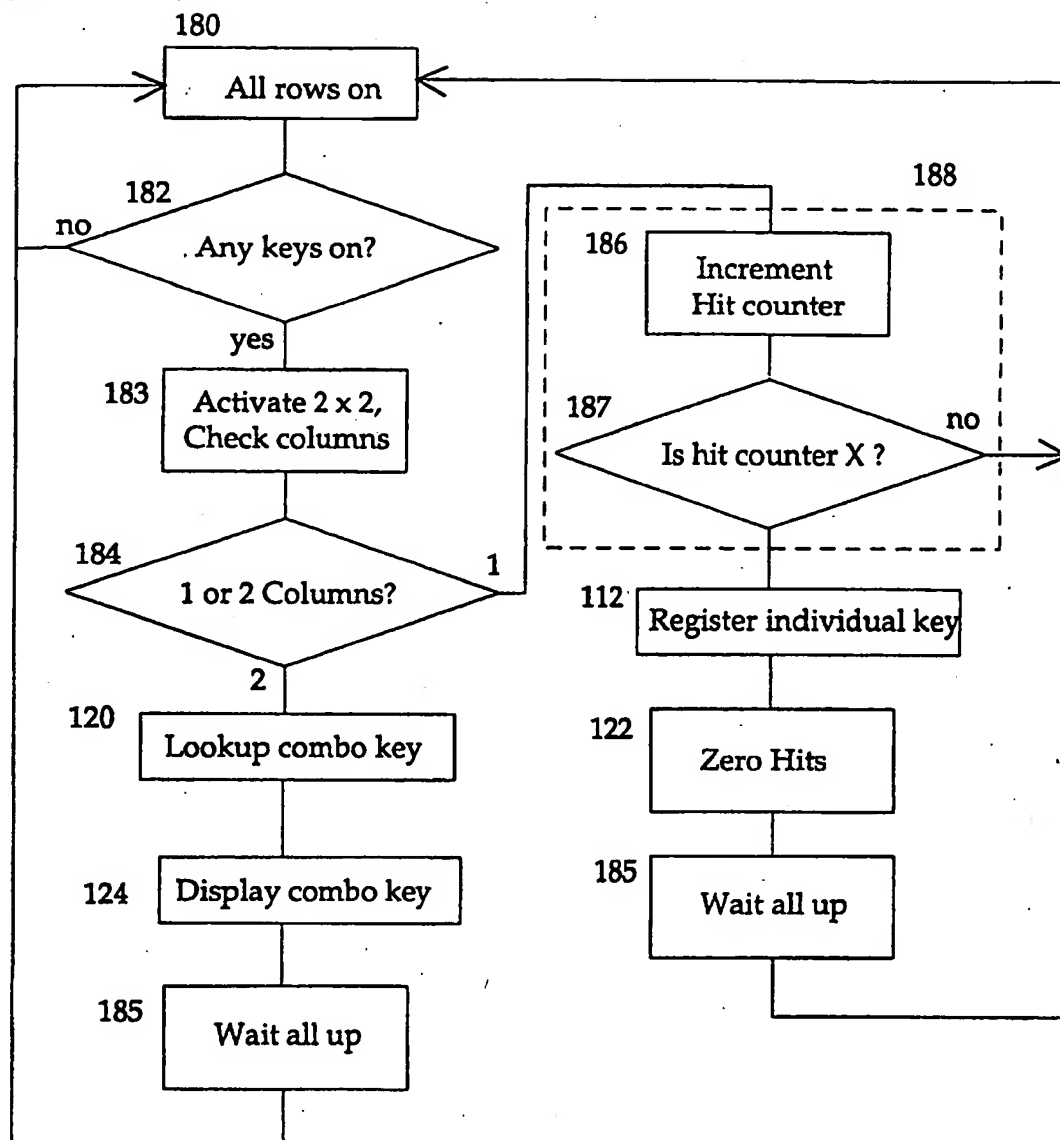 180
All rows on
182
no
Any keys on?
yes
183
Activate 2 x 2,
Check columns
184
1
1 or 2 Columns?
2
120
Lookup combo key
124
Display combo key
185
Wait all up
188
186
Increment
Hit counter
187
no
Is hit counter X ?
112
Register individual key
122
Zero Hits
185
Wait all up